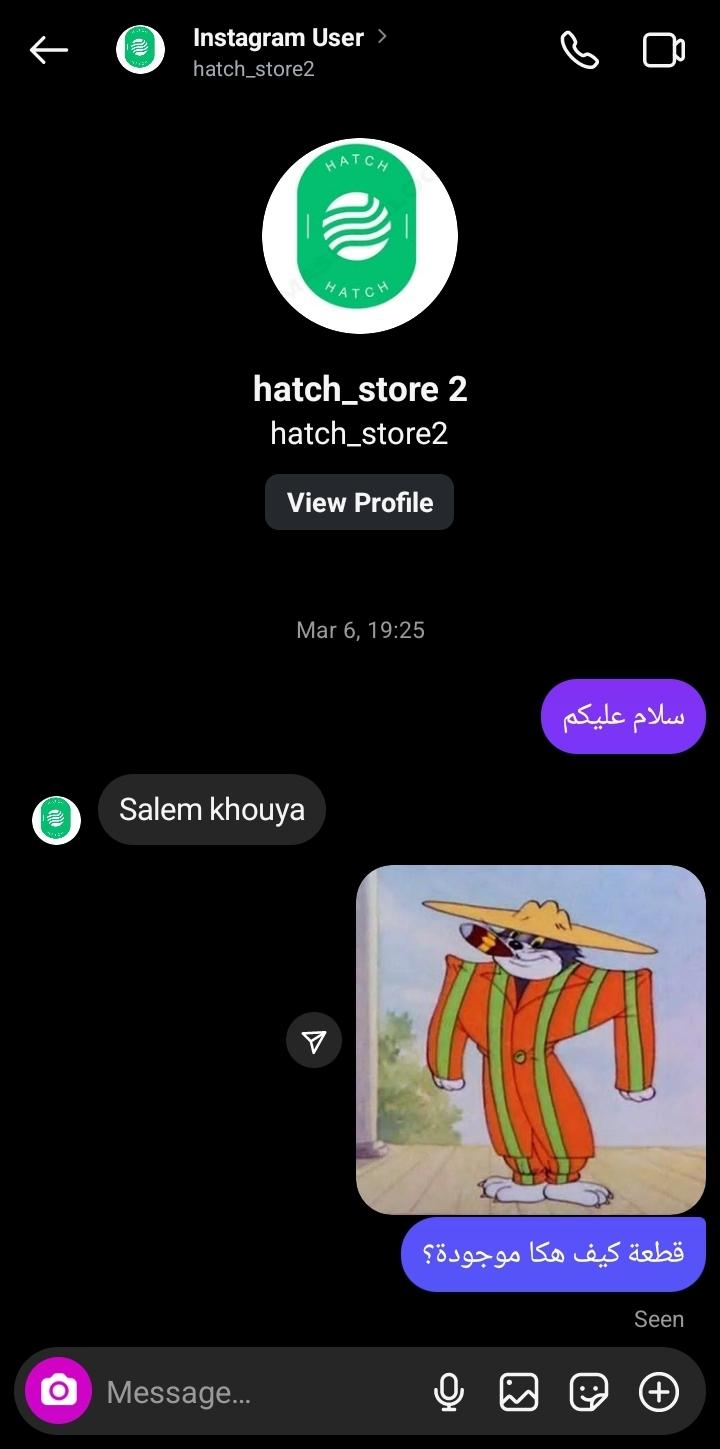 Instagram User
hatch_store2
HATCH
HATCH
hatch_store 2
hatch_store2
View Profile
Mar 6, 19:25
سلام عليكم
Salem khouya
قطعة كيف هكا موجودة؟
Seen
Message...